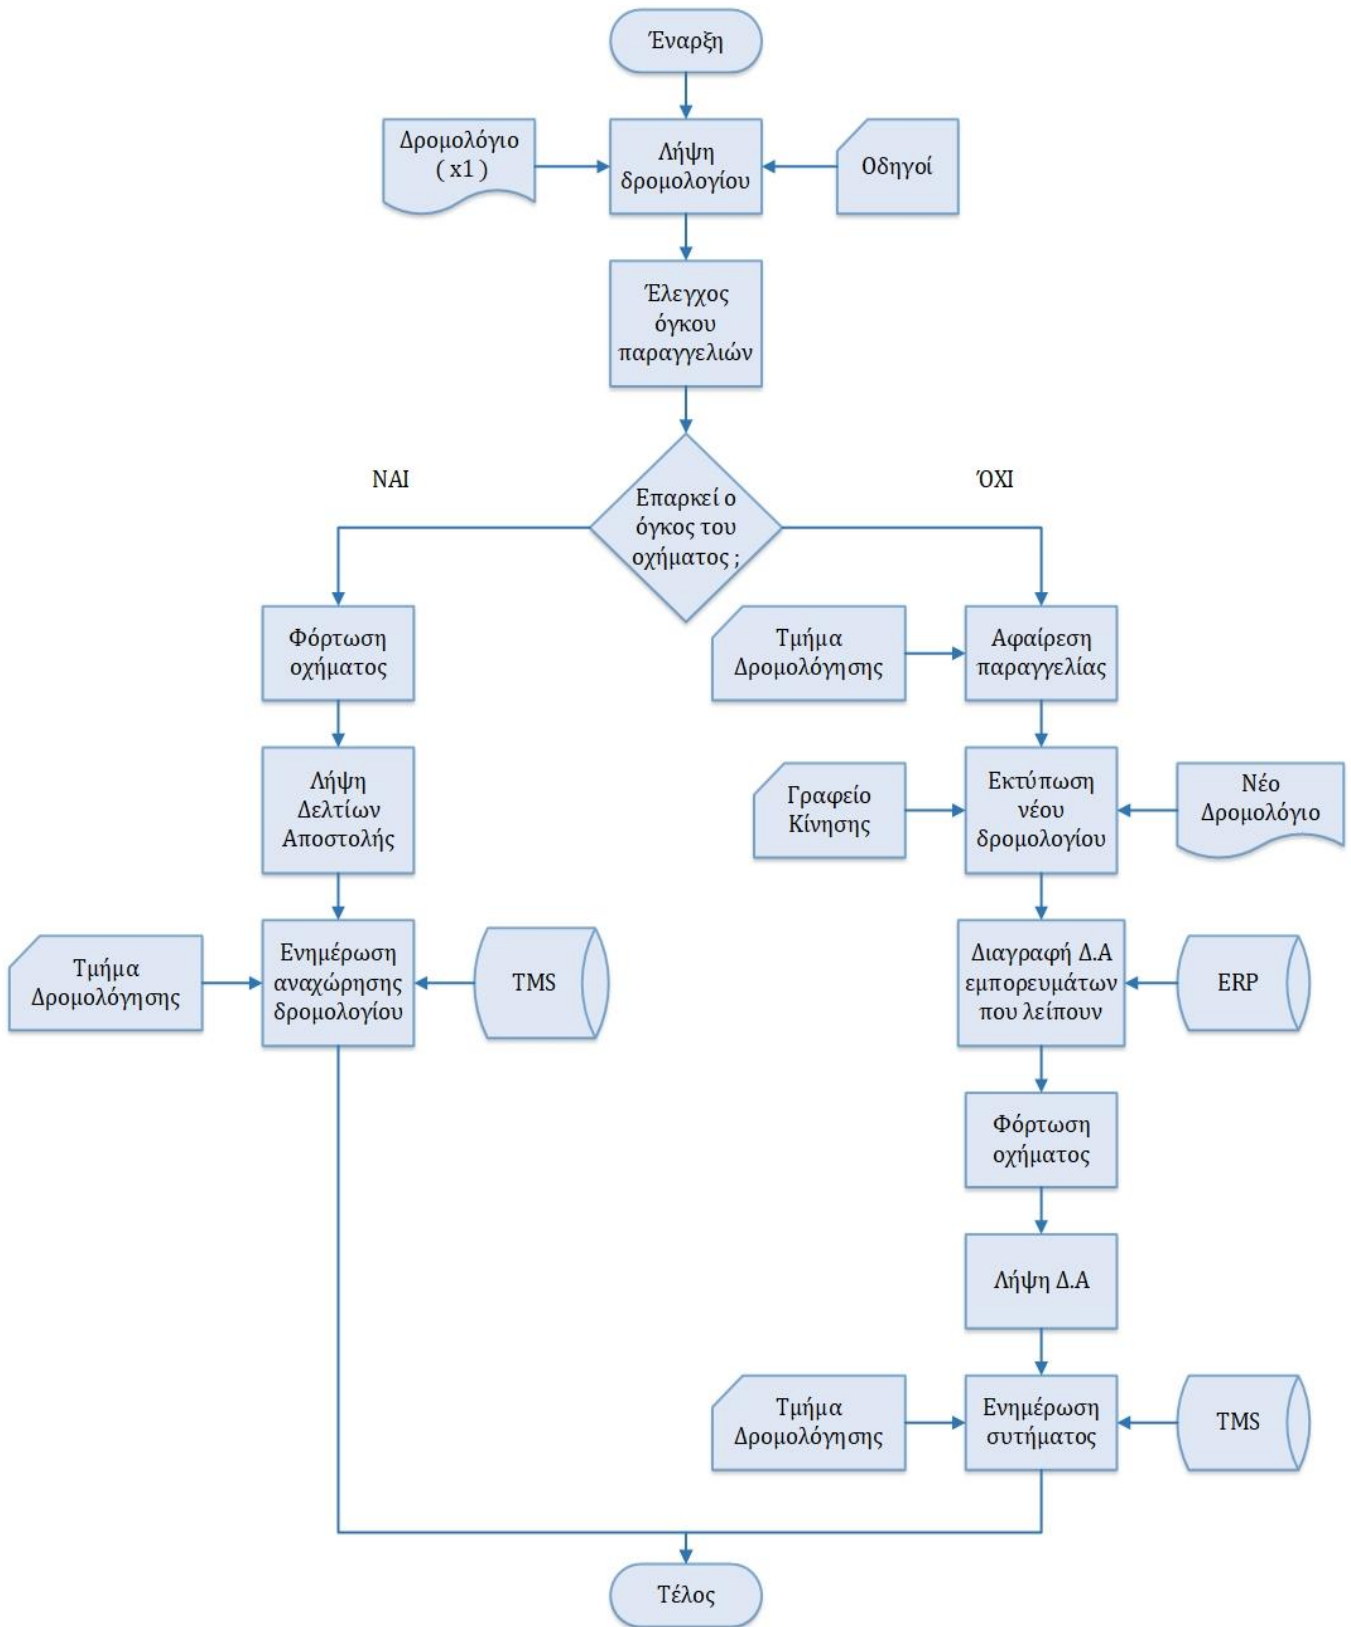 Έναρξη
Δρομολόγιο
( x1 )
Λήψη
δρομολογίου
Οδηγοί
Έλεγχος
όγκου
παραγγελιών
ΝΑΙ
ΌΧΙ
Επαρκεί ο
όγκος του
οχήματος ;
Φόρτωση
οχήματος
Τμήμα
Δρομολόγησης
Αφαίρεση
παραγγελίας
Λήψη
Δελτίων
Αποστολής
Γραφείο
Κίνησης
Εκτύπωση
νέου
δρομολογίου
Νέο
Δρομολόγιο
Τμήμα
Δρομολόγησης
Ενημέρωση
αναχώρησης
δρομολογίου
TMS
Διαγραφή Δ.Α
εμπορευμάτων
που λείπουν
ERP
Φόρτωση
οχήματος
Λήψη Δ.Α
Τμήμα
Δρομολόγησης
Ενημέρωση
συτήματος
TMS
Τέλος